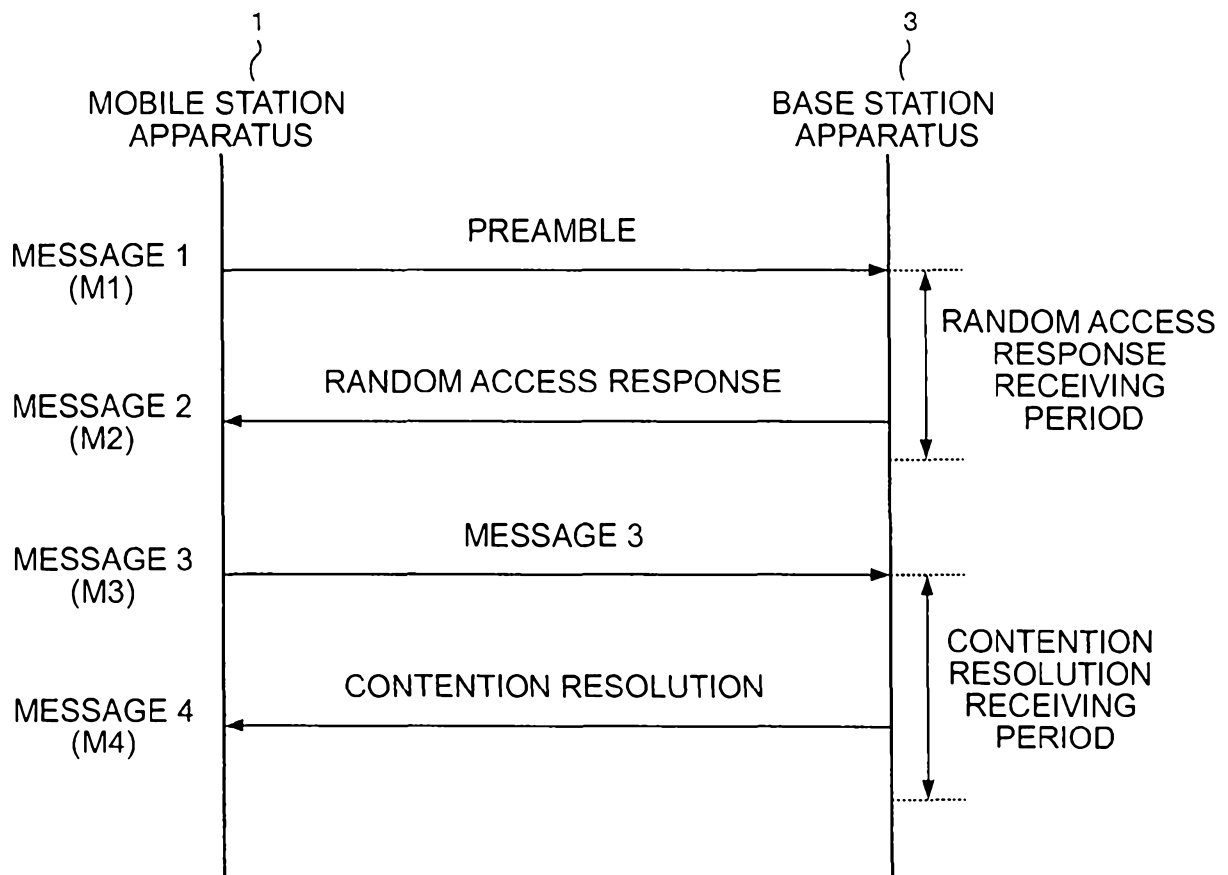 1
3
MOBILE STATION
APPARATUS
BASE STATION
APPARATUS
PREAMBLE
MESSAGE 1
(M1)
RANDOM ACCESS
RESPONSE
RECEIVING
PERIOD
RANDOM ACCESS RESPONSE
MESSAGE 2
(M2)
MESSAGE 3
MESSAGE 3
(M3)
CONTENTION
RESOLUTION
RECEIVING
PERIOD
CONTENTION RESOLUTION
MESSAGE 4
(M4)